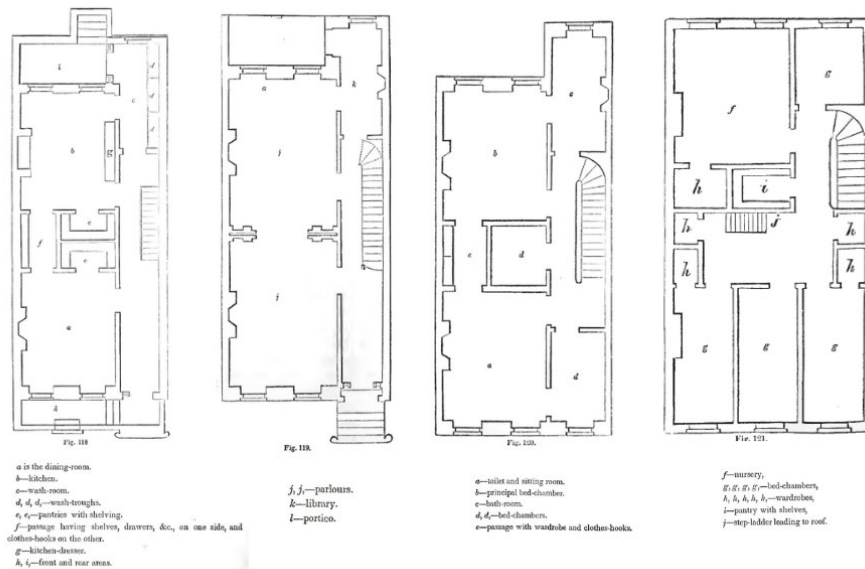 i
c
d
d
d
b
g
e
f
e
a
k
Fig. 118
a is the dining-room.
b—kitchen.
c—wash-room.
d, d, d,—wash-troughs.
e, e,—pantries with shelving.
f—passage having shelves, drawers, &c., on one side, and
clothes-hooks on the other.
g—kitchen-dresser.
h, i,—front and rear areas.
a
k
j
j
Fig. 119.
j, j,—parlours.
k—library.
l—portico.
c
b
e
d
a
d
Fig. 120.
a—toilet and sitting room.
b—principal bed-chamber.
c—bath-room.
d, d,—bed-chambers.
e—passage with wardrobe and clothes-hooks.
g
f
h
i
h
j
h
h
h
g
g
g
Fig. 121.
f—nursery,
g, g, g, g,—bed-chambers,
h, h, h, h, h,—wardrobes,
i—pantry with shelves,
j—step-ladder leading to roof.